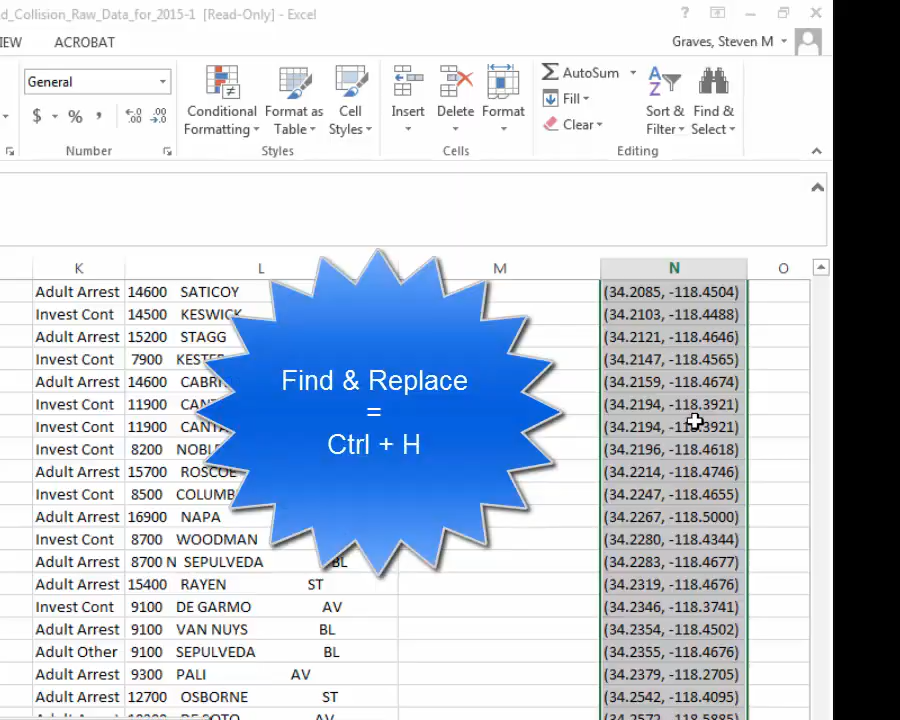 d_Collision_Raw_Data_for_2015-1 [Read-Only] - Excel
?
EW ACROBAT Graves, Steven M
General
$ % ,
Number
Conditional Formatting
Format as Table
Cell Styles
Styles
Insert Delete Format
Cells
AutoSum
Fill
Clear
Sort & Filter
Find & Select
Editing
K L M N O
Adult Arrest 14600 SATICOY (34.2085, -118.4504)
Invest Cont 14500 KESWICK (34.2103, -118.4488)
Adult Arrest 15200 STAGG (34.2121, -118.4646)
Invest Cont 7900 (34.2147, -118.4565)
Adult Arrest 14600 (34.2159, -118.4674)
Invest Cont 11900 (34.2194, -118.3921)
Invest Cont 11900 (34.2194, -118.3921)
Invest Cont 8200 (34.2196, -118.4618)
Adult Arrest 15700 ROSCOE (34.2214, -118.4746)
Invest Cont 8500 (34.2247, -118.4655)
Adult Arrest 16900 NAPA (34.2267, -118.5000)
Invest Cont 8700 WOODMAN (34.2280, -118.4344)
Adult Arrest 8700 N SEPULVEDA BL (34.2283, -118.4677)
Adult Arrest 15400 RAYEN ST (34.2319, -118.4676)
Invest Cont 9100 DE GARMO AV (34.2346, -118.3741)
Adult Arrest 9100 VAN NUYS BL (34.2354, -118.4502)
Adult Other 9100 SEPULVEDA BL (34.2355, -118.4676)
Adult Arrest 9300 PALI AV (34.2379, -118.2705)
Adult Arrest 12700 OSBORNE ST (34.2542, -118.4095)
Find & Replace
=
Ctrl + H